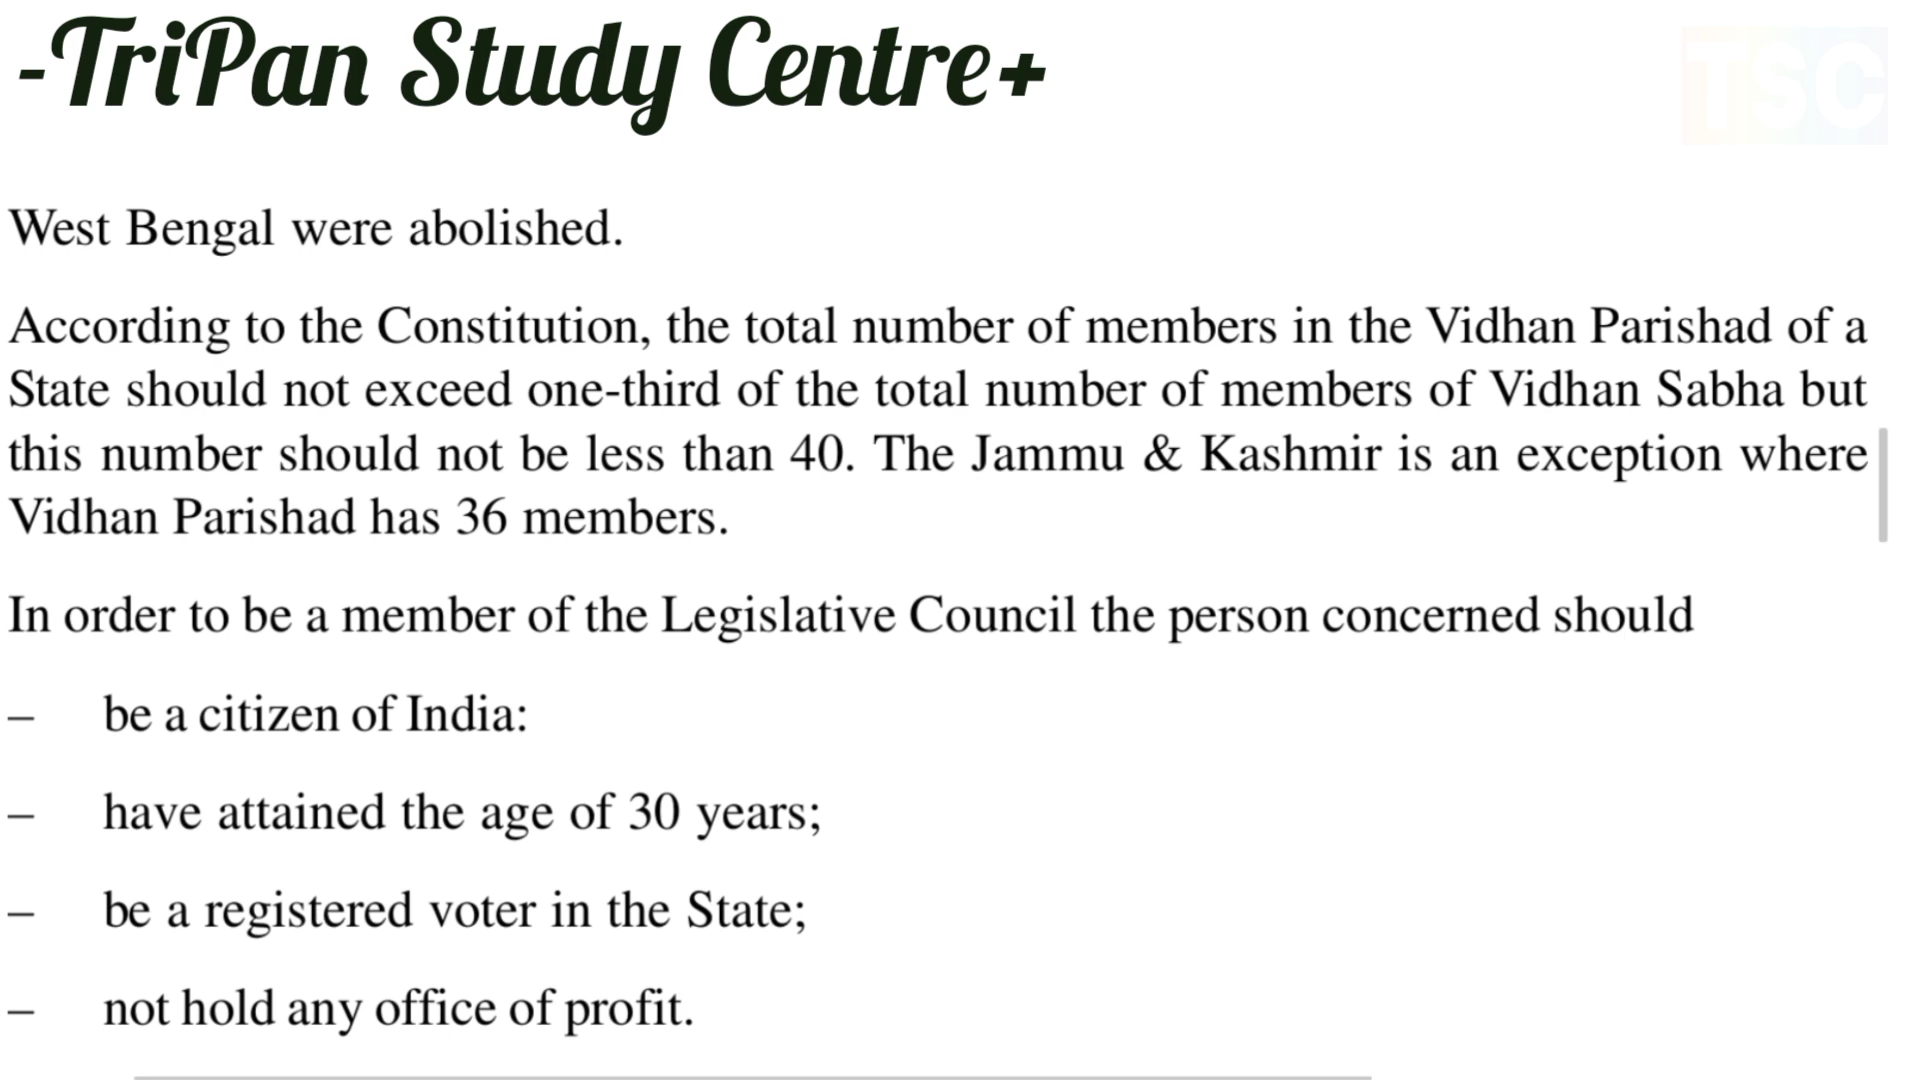 -TriPan Study Centre+
TSC
West Bengal were abolished.
According to the Constitution, the total number of members in the Vidhan Parishad of a
State should not exceed one-third of the total number of members of Vidhan Sabha but
this number should not be less than 40. The Jammu & Kashmir is an exception where
Vidhan Parishad has 36 members.
In order to be a member of the Legislative Council the person concerned should
– be a citizen of India:
– have attained the age of 30 years;
– be a registered voter in the State;
– not hold any office of profit.